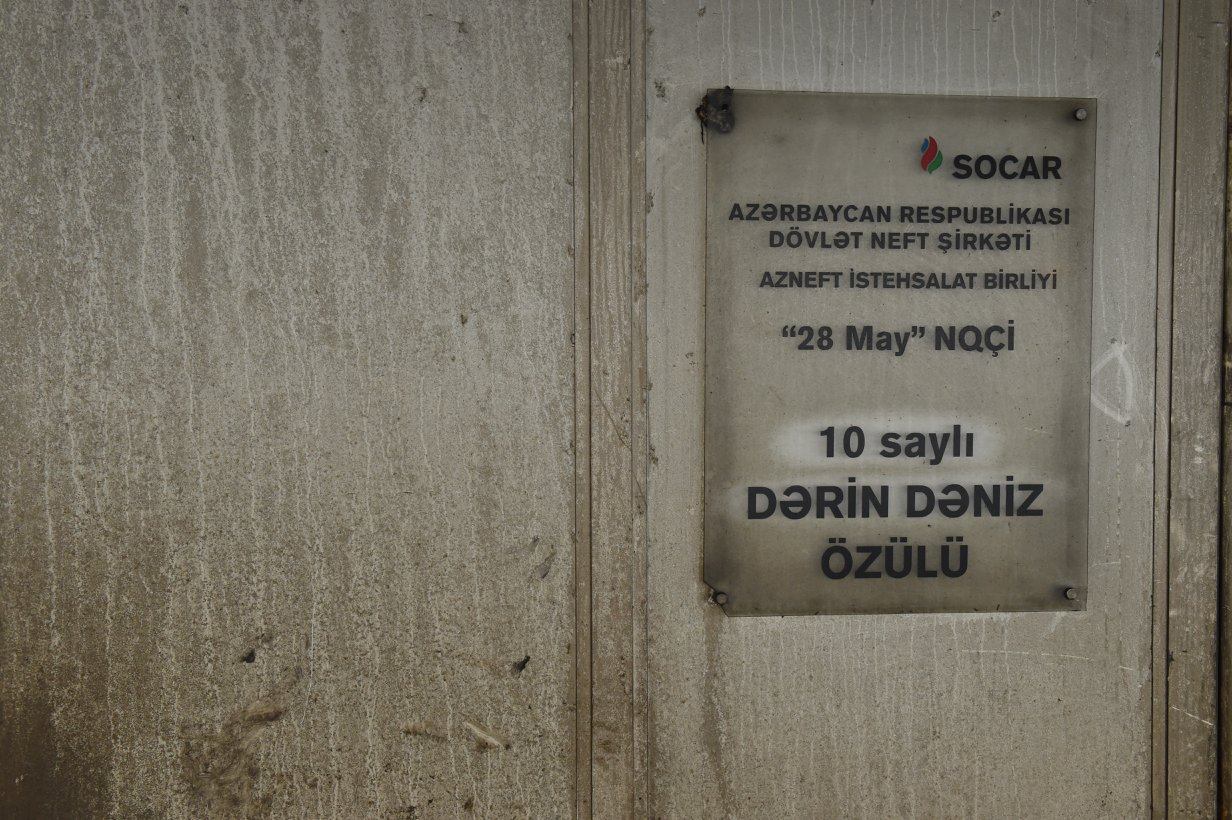 SOCAR
AZƏRBAYCAN RESPUBLİKASI
DÖVLƏT NEFT ŞİRKƏTİ
AZNEFT İSTEHSALAT BİRLİYİ
“28 May” NQÇİ
10 saylı
DƏRİN DƏNİZ
ÖZÜLÜ